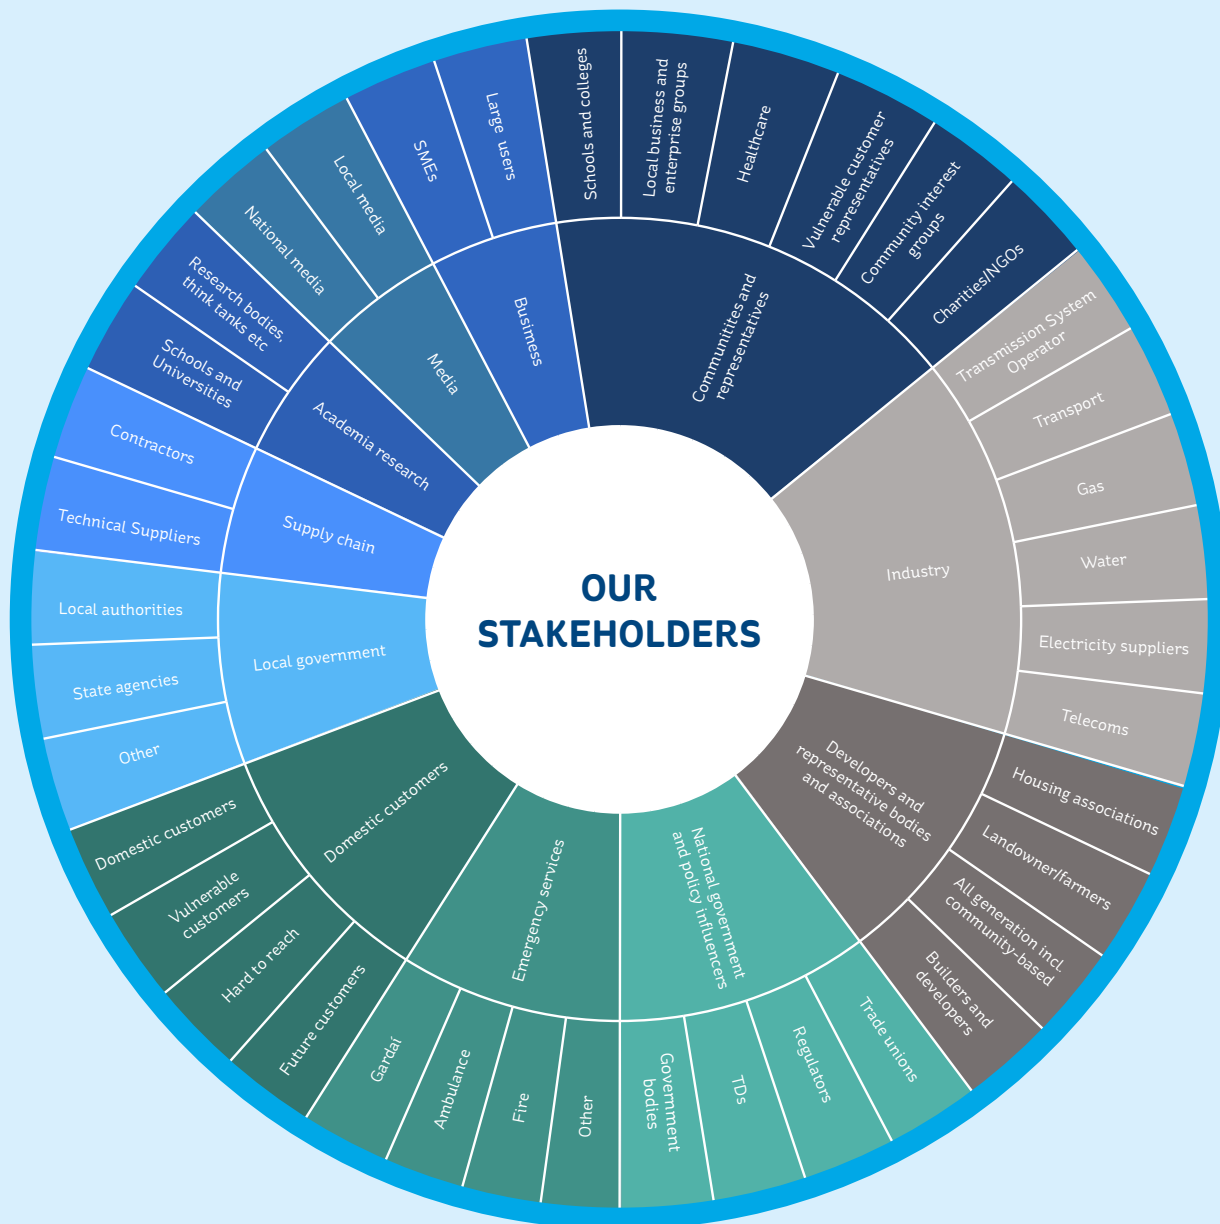 OUR
STAKEHOLDERS
Communitites and
representatives
Schools and colleges
Local business and
enterprise groups
Healthcare
Vulnerable customer
representatives
Community interest
groups
Charities/NGOs
Industry
Transmission System
Operator
Transport
Gas
Water
Electricity suppliers
Telecoms
Developers and
representative bodies
and associations
Housing associations
Landowner/farmers
All generation incl.
community-based
Builders and
developers
National government
and policy influencers
Trade unions
Regulators
TDs
Government
bodies
Emergency services
Other
Fire
Ambulance
Gardaí
Domestic customers
Future customers
Hard to reach
Vulnerable
customers
Domestic customers
Local government
Other
State agencies
Local authorities
Supply chain
Technical Suppliers
Contractors
Academia research
Schools and
Universities
Research bodies,
think tanks etc
Media
National media
Local media
Busimess
SMEs
Large users